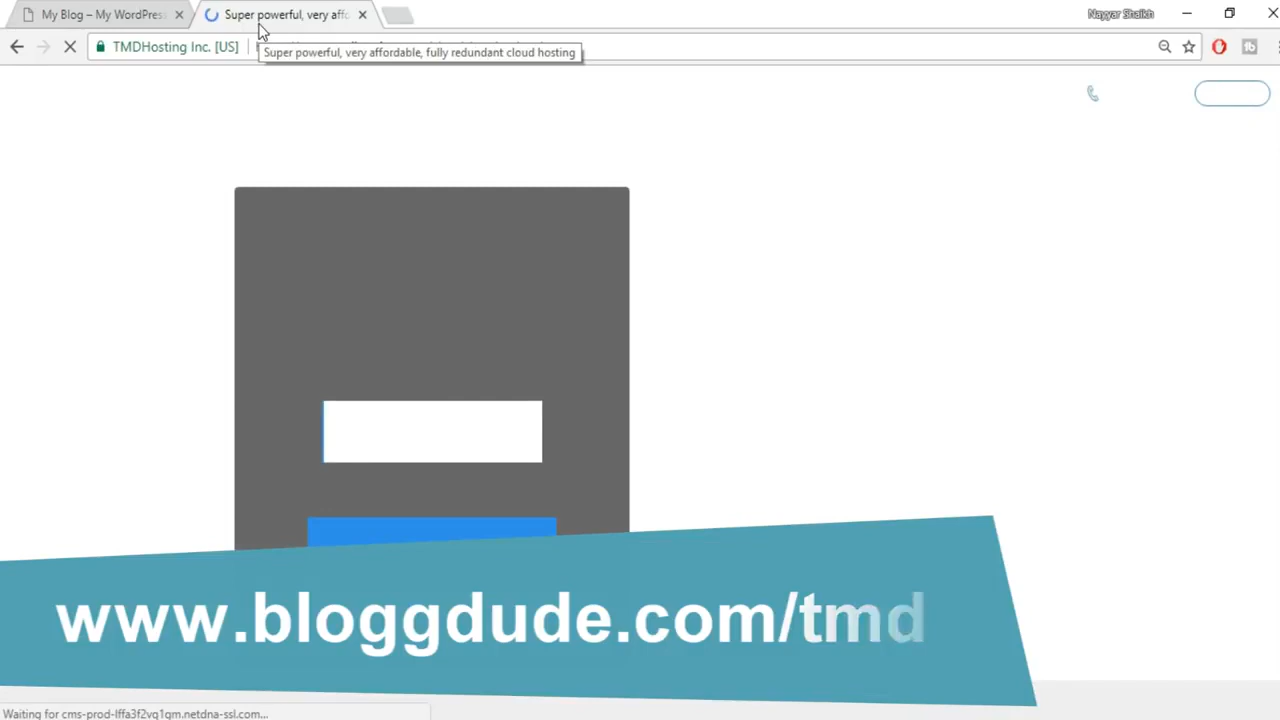 My Blog – My WordPres
Super powerful, very affo
Nayyar Shaikh
TMDHosting Inc. [US]
Super powerful, very affordable, fully redundant cloud hosting
www.bloggdude.com/tmd
Waiting for cms-prod-lffa3f2vq1qm.netdna-ssl.com...